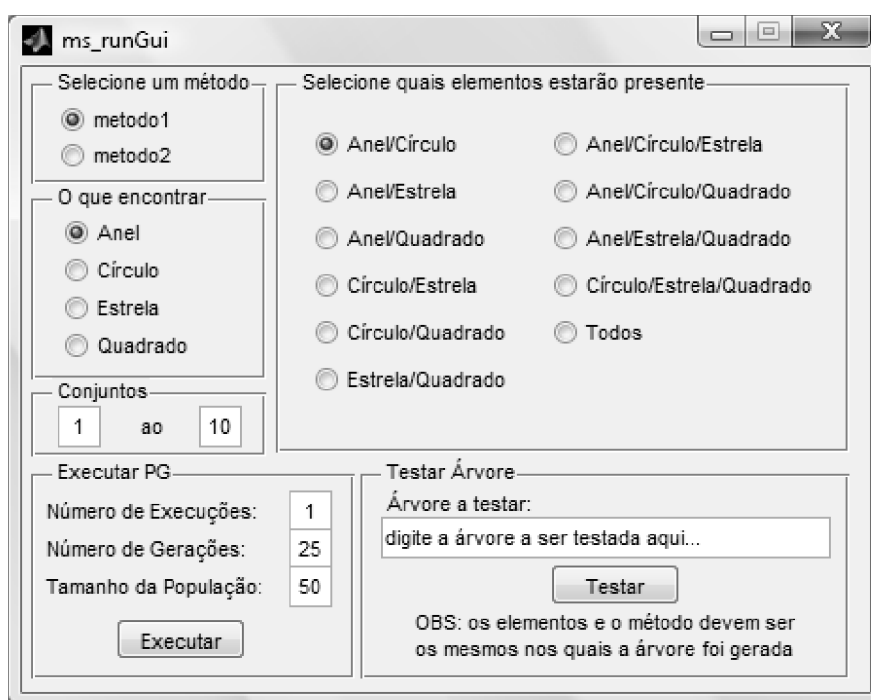 ms_runGui
Selecione um método
metodo1
metodo2
O que encontrar
Anel
Círculo
Estrela
Quadrado
Conjuntos
1 ao 10
Selecione quais elementos estarão presente
Anel/Círculo
Anel/Estrela
Anel/Quadrado
Círculo/Estrela
Círculo/Quadrado
Estrela/Quadrado
Anel/Círculo/Estrela
Anel/Círculo/Quadrado
Anel/Estrela/Quadrado
Círculo/Estrela/Quadrado
Todos
Executar PG
Número de Execuções: 1
Número de Gerações: 25
Tamanho da População: 50
Executar
Testar Árvore
Árvore a testar:
digite a árvore a ser testada aqui...
Testar
OBS: os elementos e o método devem ser
os mesmos nos quais a árvore foi gerada